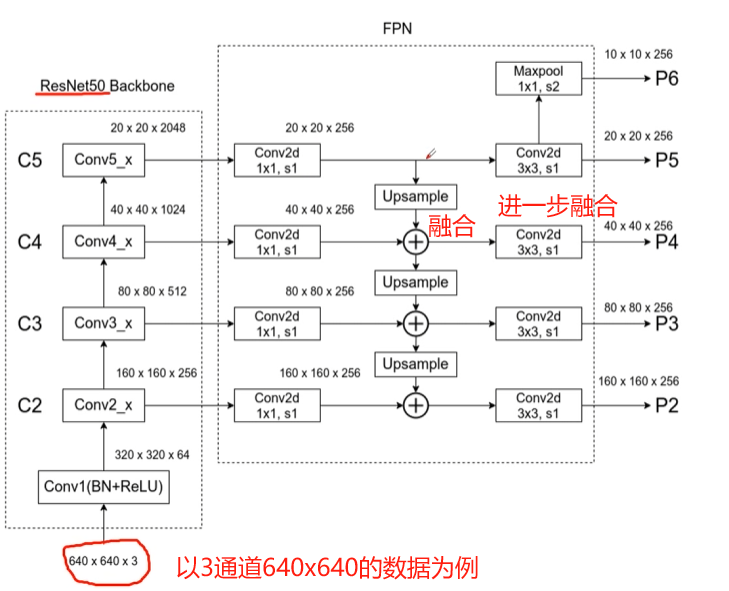 FPN
10 x 10 x 256
Maxpool
1x1, s2
P6
ResNet50 Backbone
20 x 20 x 2048
20 x 20 x 256
20 x 20 x 256
C5
Conv5_x
Conv2d
1x1, s1
Conv2d
3x3, s1
P5
Upsample
进一步融合
40 x 40 x 1024
40 x 40 x 256
融合
40 x 40 x 256
C4
Conv4_x
Conv2d
1x1, s1
Conv2d
3x3, s1
P4
Upsample
80 x 80 x 512
80 x 80 x 256
80 x 80 x 256
C3
Conv3_x
Conv2d
1x1, s1
Conv2d
3x3, s1
P3
Upsample
160 x 160 x 256
160 x 160 x 256
160 x 160 x 256
C2
Conv2_x
Conv2d
1x1, s1
Conv2d
3x3, s1
P2
320 x 320 x 64
Conv1(BN+ReLU)
640 x 640 x 3
以3通道640x640的数据为例